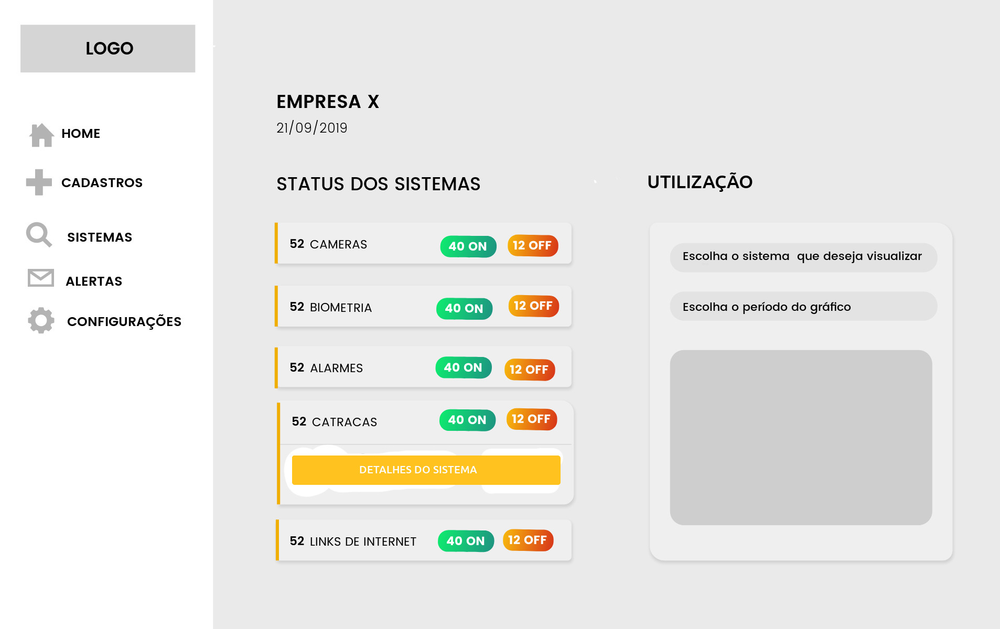 LOGO
HOME
CADASTROS
SISTEMAS
ALERTAS
CONFIGURAÇÕES
EMPRESA X
21/09/2019
STATUS DOS SISTEMAS
52 CAMERAS 40 ON 12 OFF
52 BIOMETRIA 40 ON 12 OFF
52 ALARMES 40 ON 12 OFF
52 CATRACAS 40 ON 12 OFF
DETALHES DO SISTEMA
52 LINKS DE INTERNET 40 ON 12 OFF
UTILIZAÇÃO
Escolha o sistema que deseja visualizar
Escolha o período do gráfico